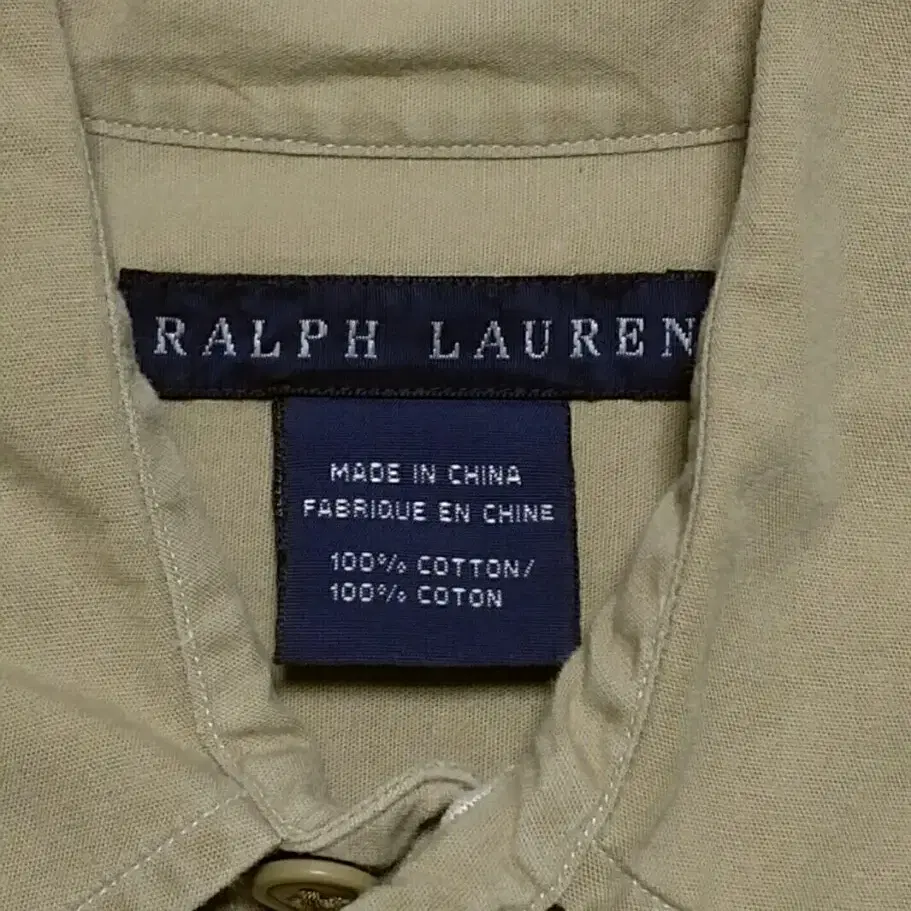 RALPH LAUREN
MADE IN CHINA
FABRIQUE EN CHINE
100% COTTON/
100% COTON